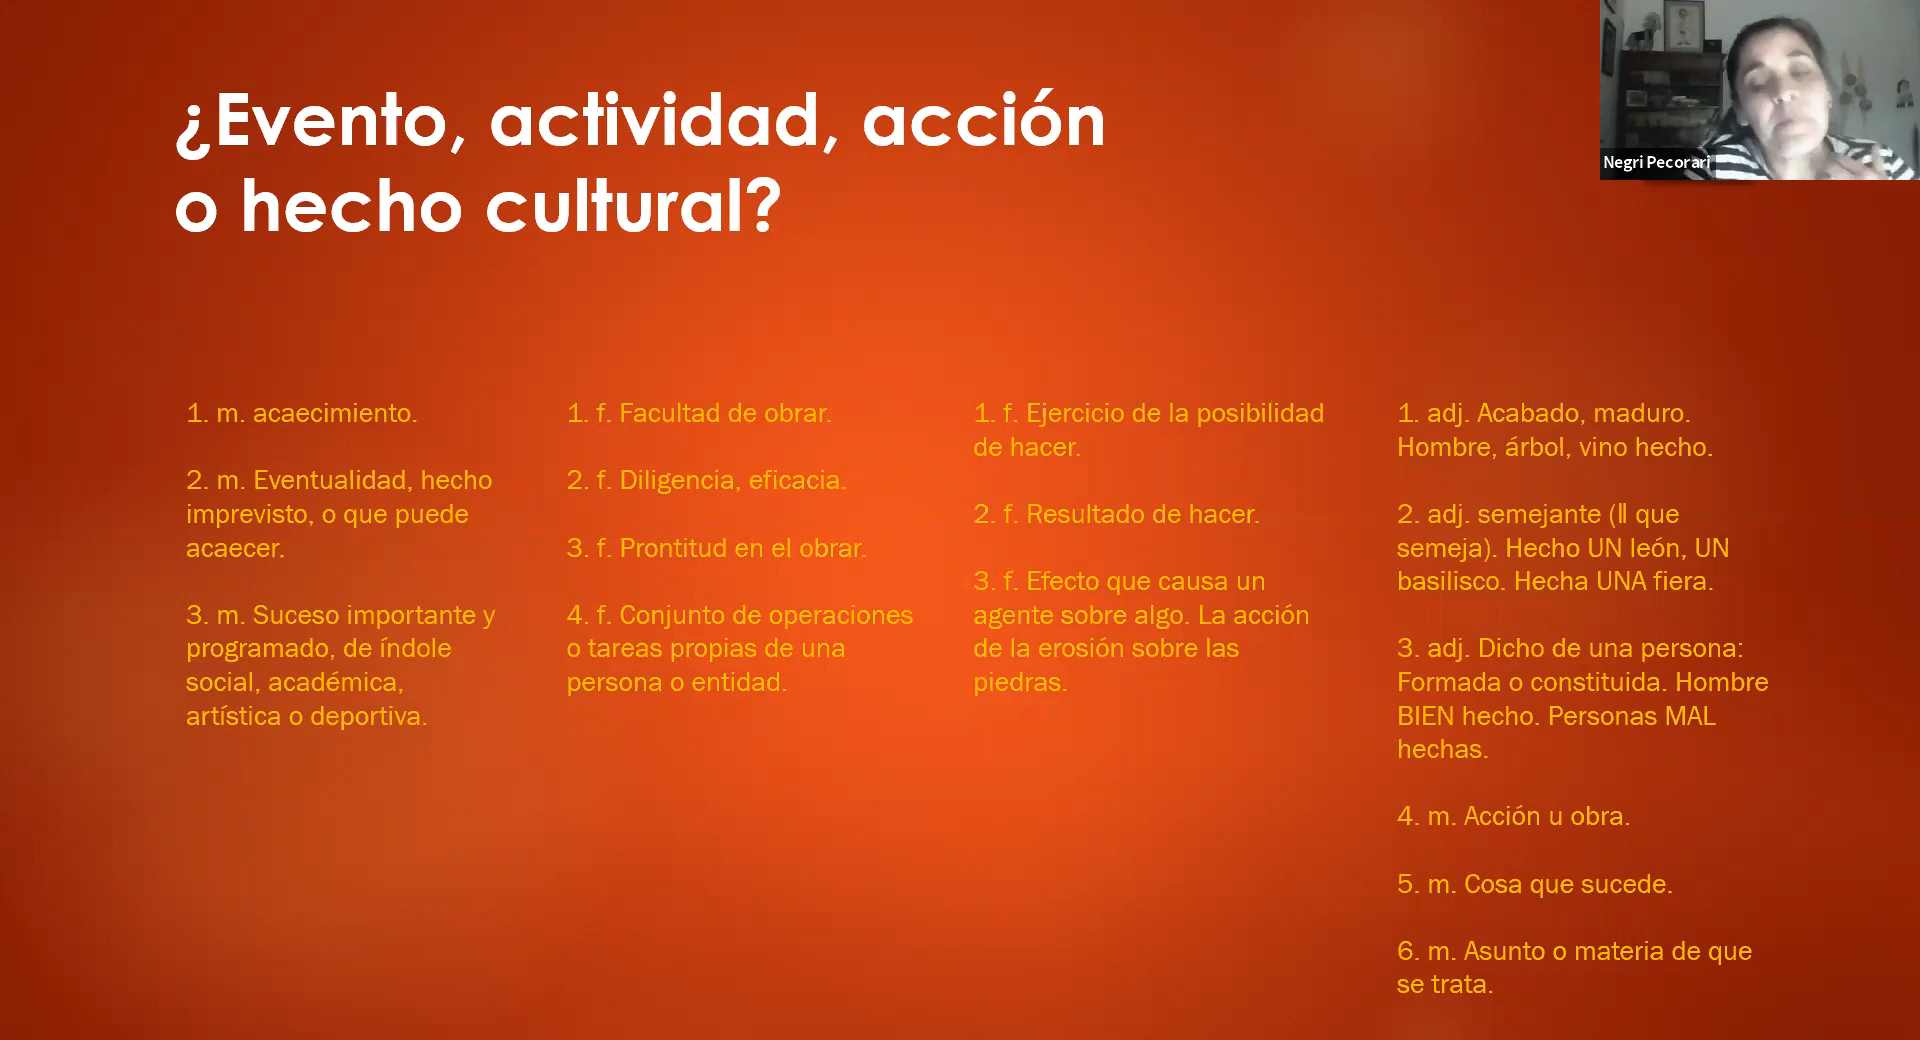 ¿Evento, actividad, acción
o hecho cultural?
Negri Pecorari
1. m. acaecimiento.
2. m. Eventualidad, hecho
imprevisto, o que puede
acaecer.
3. m. Suceso importante y
programado, de índole
social, académica,
artística o deportiva.
1. f. Facultad de obrar.
2. f. Diligencia, eficacia.
3. f. Prontitud en el obrar.
4. f. Conjunto de operaciones
o tareas propias de una
persona o entidad.
1. f. Ejercicio de la posibilidad
de hacer.
2. f. Resultado de hacer.
3. f. Efecto que causa un
agente sobre algo. La acción
de la erosión sobre las
piedras.
1. adj. Acabado, maduro.
Hombre, árbol, vino hecho.
2. adj. semejante (ll que
semeja). Hecho UN león, UN
basilisco. Hecha UNA fiera.
3. adj. Dicho de una persona:
Formada o constituida. Hombre
BIEN hecho. Personas MAL
hechas.
4. m. Acción u obra.
5. m. Cosa que sucede.
6. m. Asunto o materia de que
se trata.